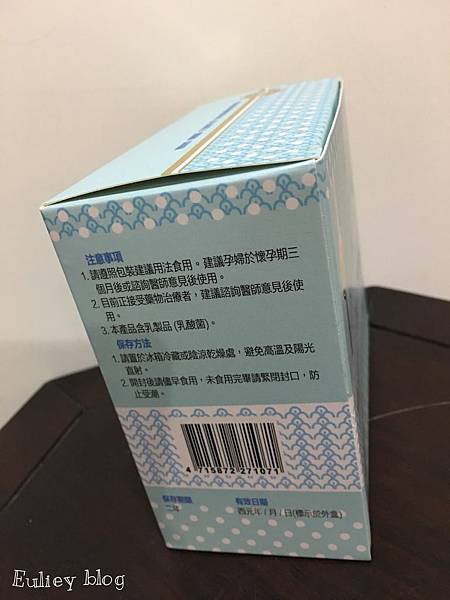 注意事項
1. 請遵照包裝建議用法食用。建議孕婦於懷孕期三
個月後或諮詢醫師意見後使用。
2. 目前正接受藥物治療者，建議諮詢醫師意見後使
用。
3. 本產品含乳製品 (乳酸菌)。
保存方法
1. 請置於冰箱冷藏或陰涼乾燥處，避免高溫及陽光
直射。
2. 開封後請儘早食用，未食用完畢請緊閉封口，防
止受潮。
4 715872 271071
保存期限
二年
有效日期
西元年 / 月 / 日(標示於外盒)
Euliey blog